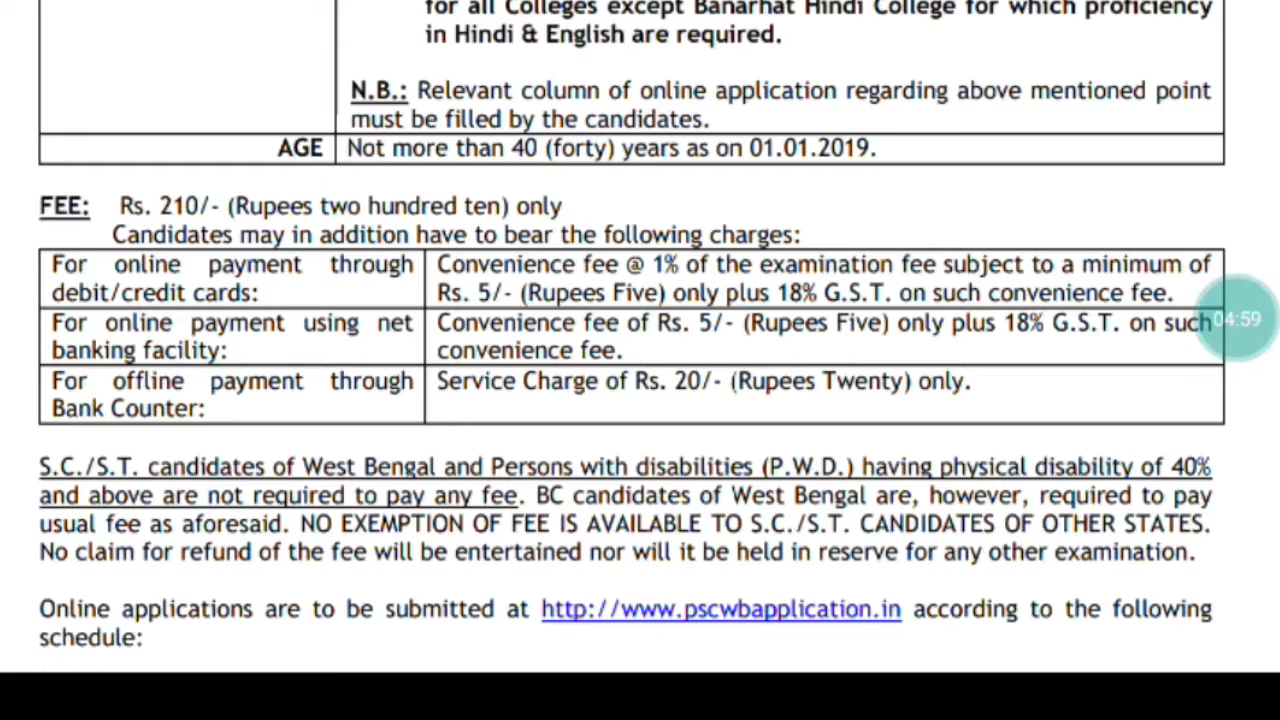 for all Colleges except Banarhat Hindi College for which proficiency
in Hindi & English are required.
N.B.: Relevant column of online application regarding above mentioned point
must be filled by the candidates.
AGE Not more than 40 (forty) years as on 01.01.2019.
FEE: Rs. 210/- (Rupees two hundred ten) only
Candidates may in addition have to bear the following charges:
For online payment through
debit/credit cards:
Convenience fee @ 1% of the examination fee subject to a minimum of
Rs. 5/- (Rupees Five) only plus 18% G.S.T. on such convenience fee.
For online payment using net
banking facility:
Convenience fee of Rs. 5/- (Rupees Five) only plus 18% G.S.T. on such
convenience fee.
04:59
For offline payment through
Bank Counter:
Service Charge of Rs. 20/- (Rupees Twenty) only.
S.C./S.T. candidates of West Bengal and Persons with disabilities (P.W.D.) having physical disability of 40%
and above are not required to pay any fee. BC candidates of West Bengal are, however, required to pay
usual fee as aforesaid. NO EXEMPTION OF FEE IS AVAILABLE TO S.C./S.T. CANDIDATES OF OTHER STATES.
No claim for refund of the fee will be entertained nor will it be held in reserve for any other examination.
Online applications are to be submitted at http://www.pscwbapplication.in according to the following
schedule: